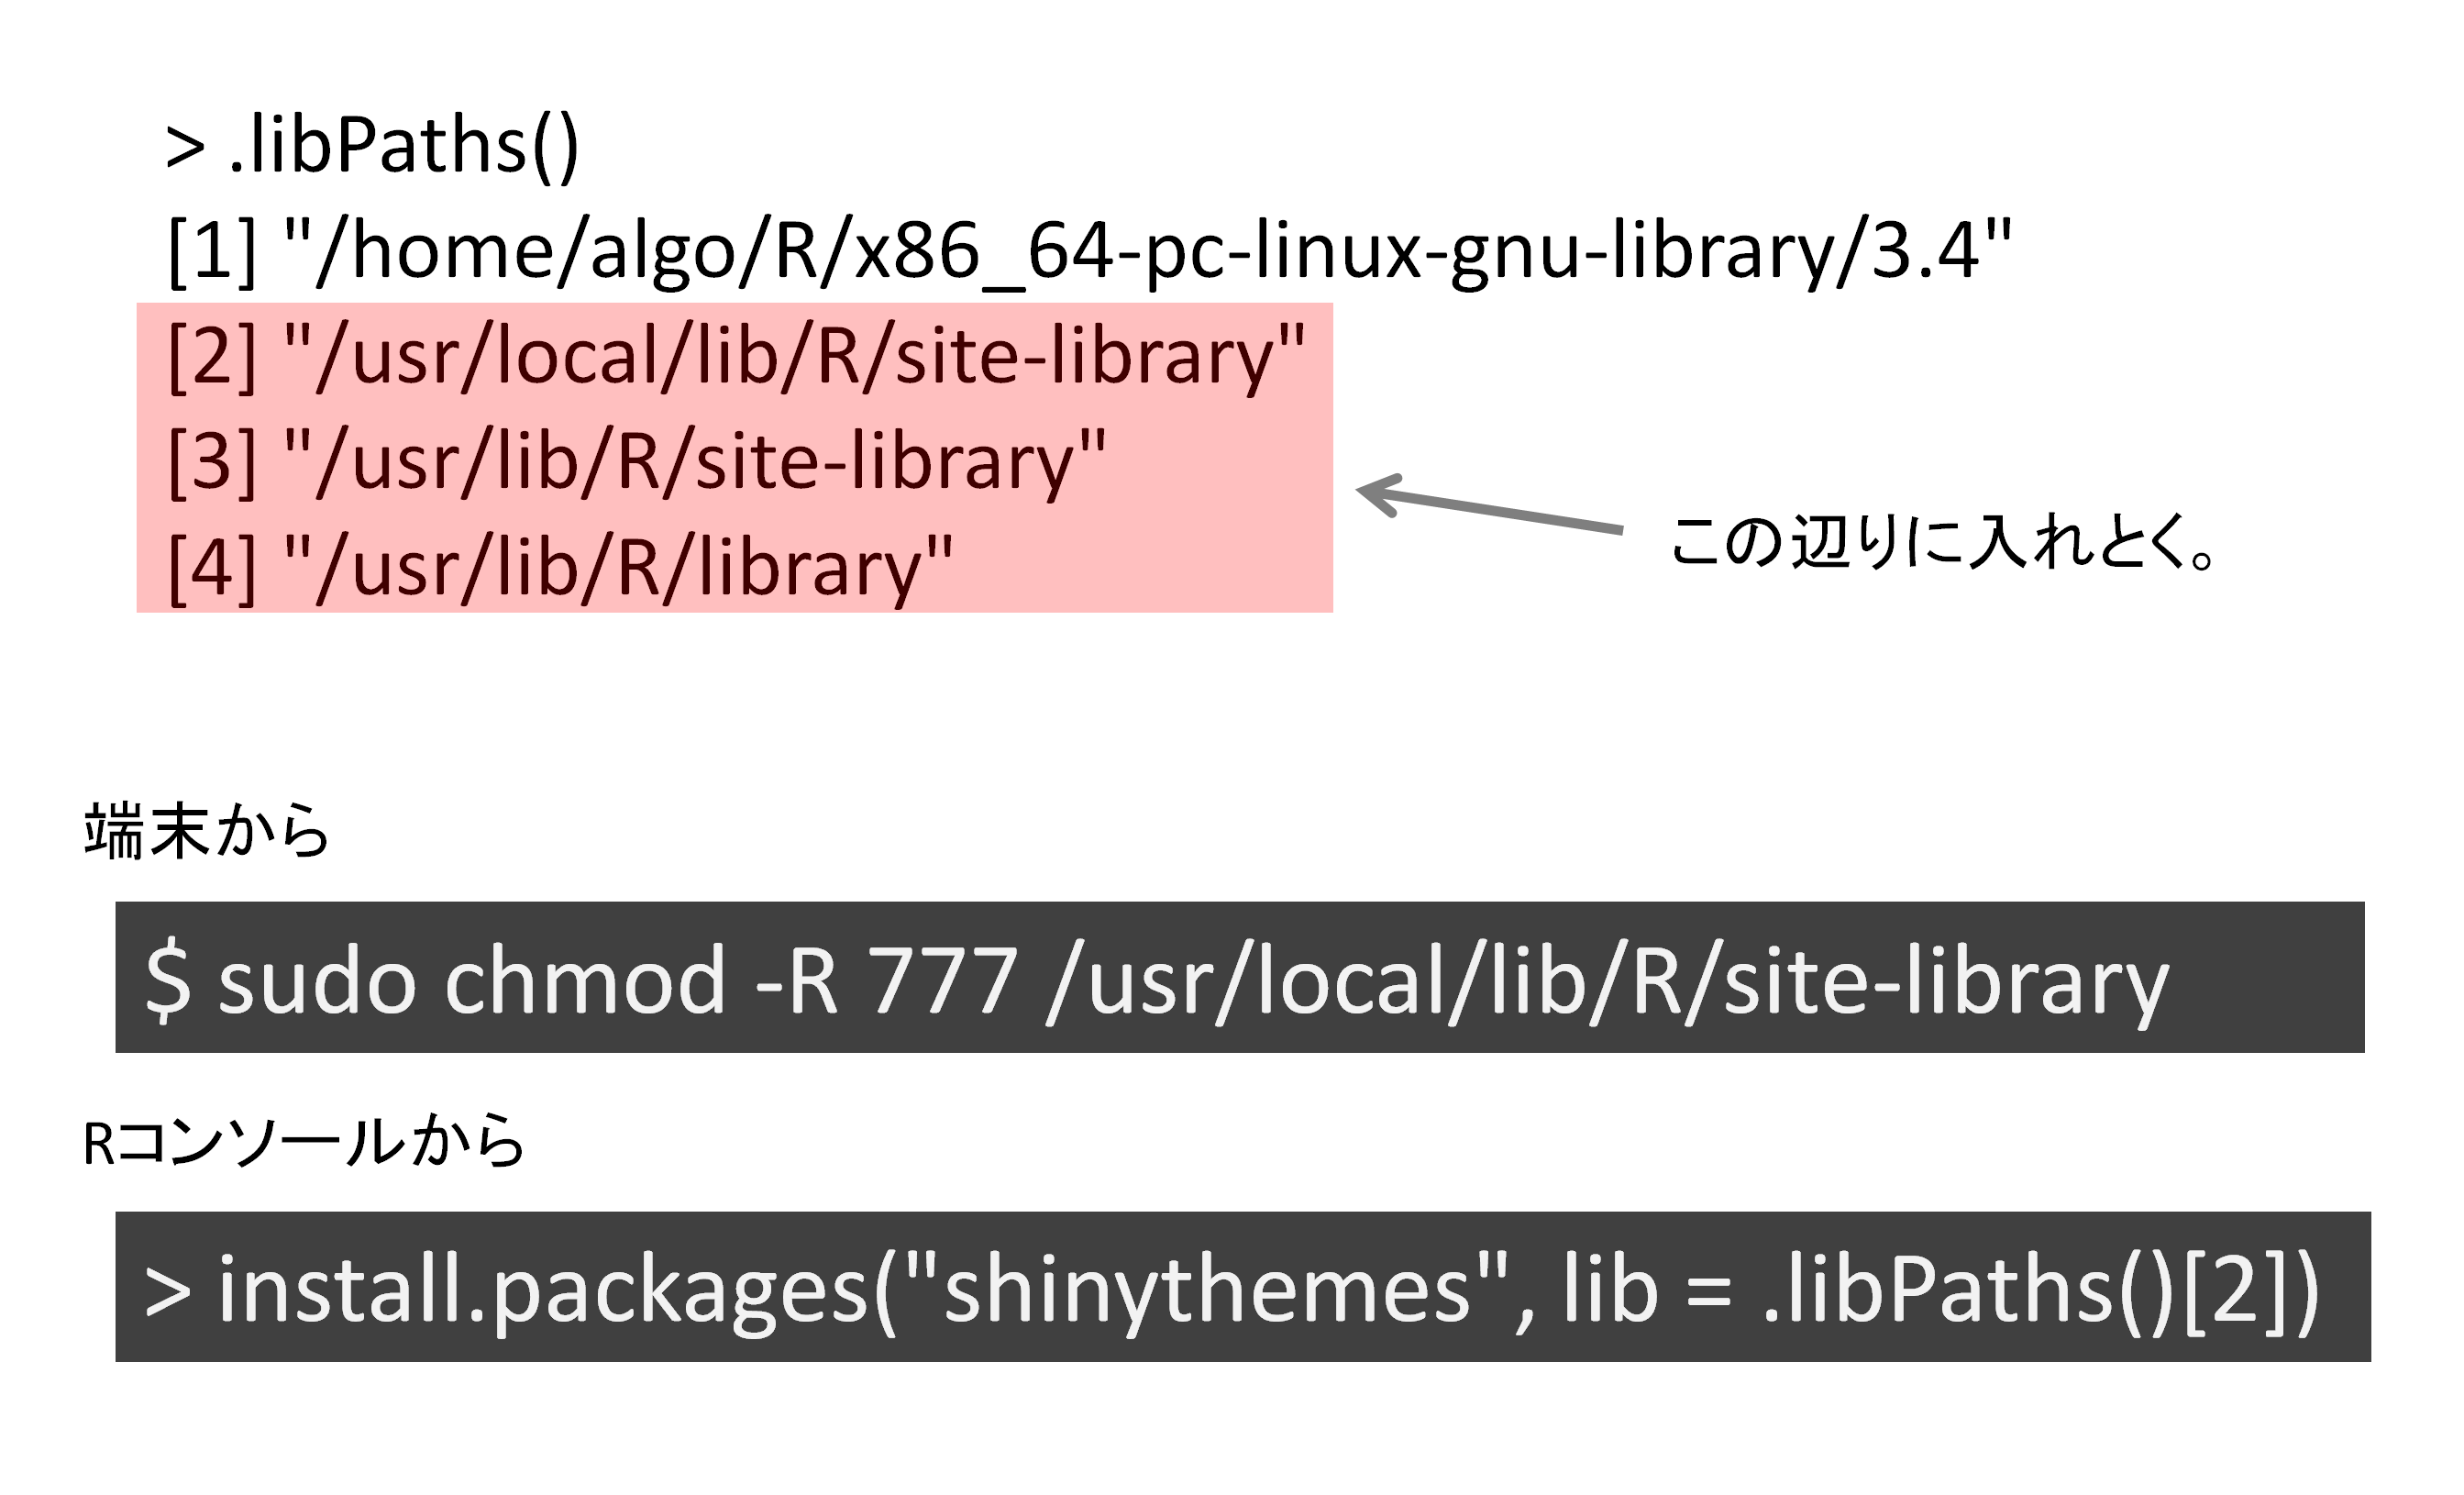 > .libPaths()
[1] "/home/algo/R/x86_64-pc-linux-gnu-library/3.4"
[2] "/usr/local/lib/R/site-library"
[3] "/usr/lib/R/site-library"
[4] "/usr/lib/R/library"
この辺りに入れとく。
端末から
$ sudo chmod -R 777 /usr/local/lib/R/site-library
Rコンソールから
> install.packages("shinythemes", lib = .libPaths()[2])